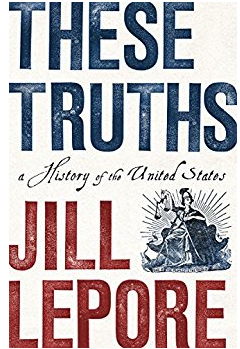 THESE
TRUTHS
a History of the United States
JILL
LEPORE